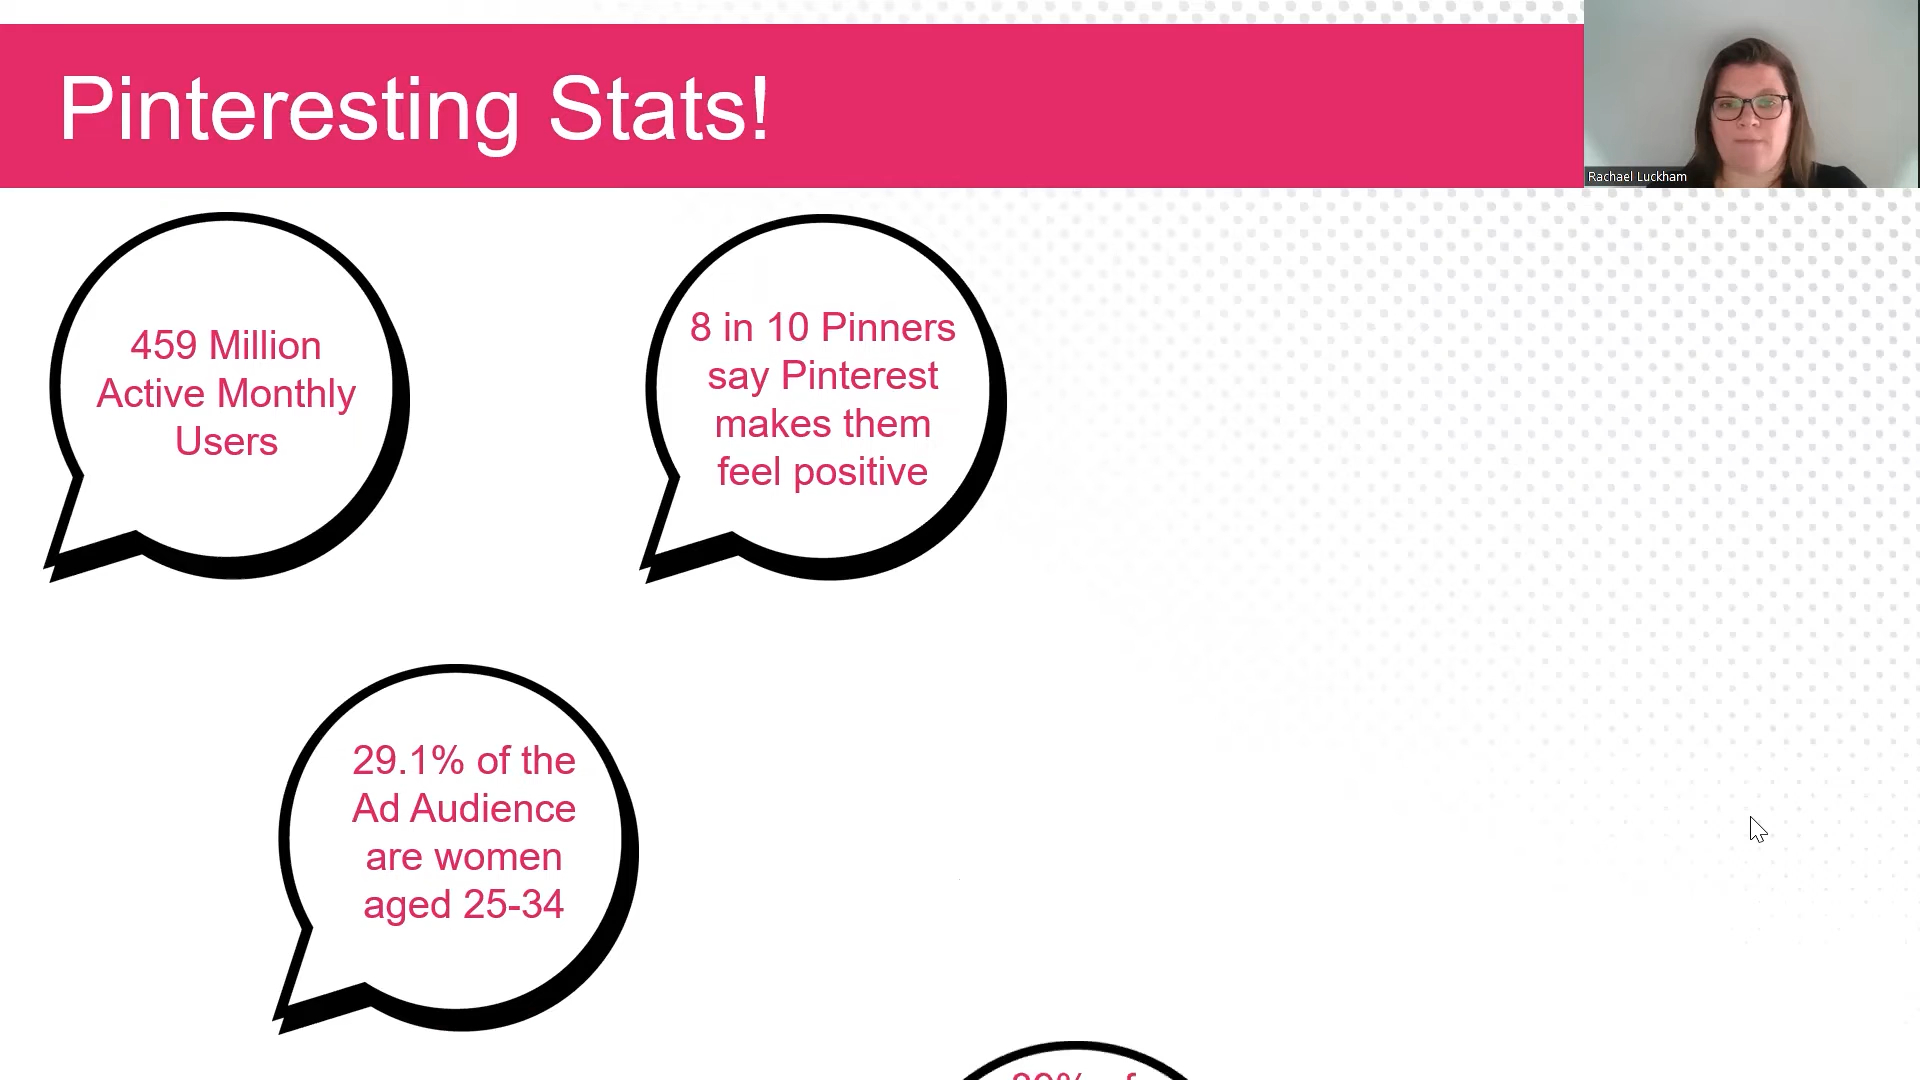 Pinteresting Stats!
Rachael Luckham
459 Million
Active Monthly
Users
8 in 10 Pinners
say Pinterest
makes them
feel positive
29.1% of the
Ad Audience
are women
aged 25-34